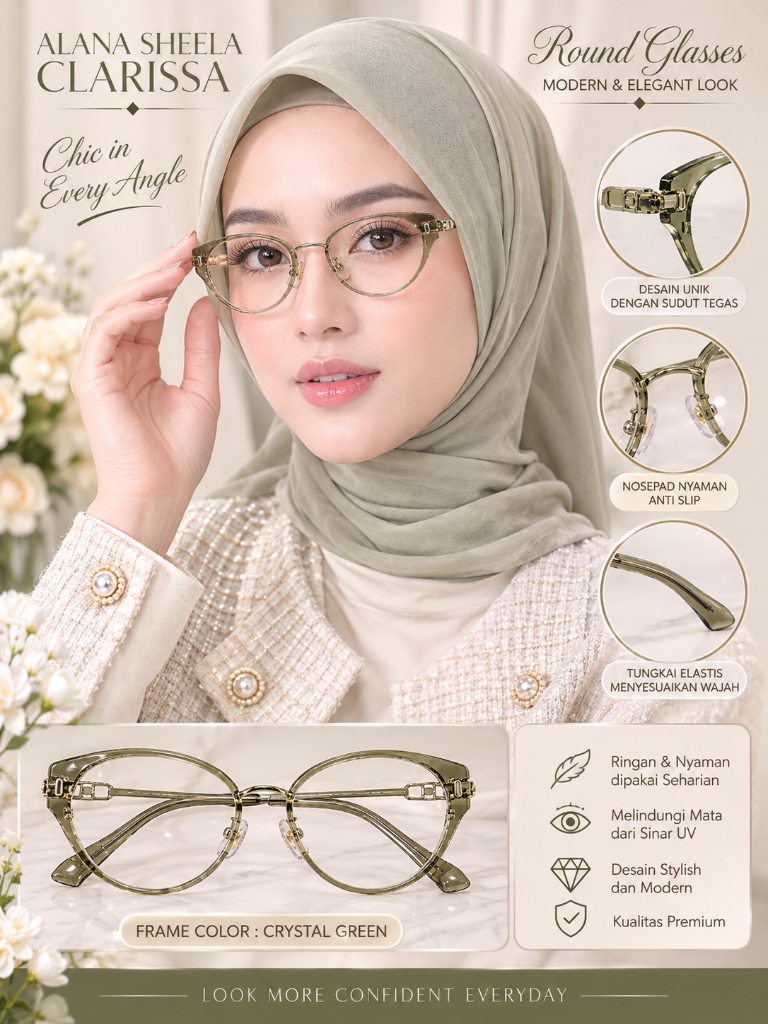 ALANA SHEELA
CLARISSA
Chic in
Every Angle
Round Glasses
MODERN & ELEGANT LOOK
DESAIN UNIK
DENGAN SUDUT TEGAS
NOSEPAD NYAMAN
ANTI SLIP
TUNGKAI ELASTIS
MENYESUAIKAN WAJAH
FRAME COLOR : CRYSTAL GREEN
Ringan & Nyaman
dipakai Seharian
Melindungi Mata
dari Sinar UV
Desain Stylish
dan Modern
Kualitas Premium
LOOK MORE CONFIDENT EVERYDAY